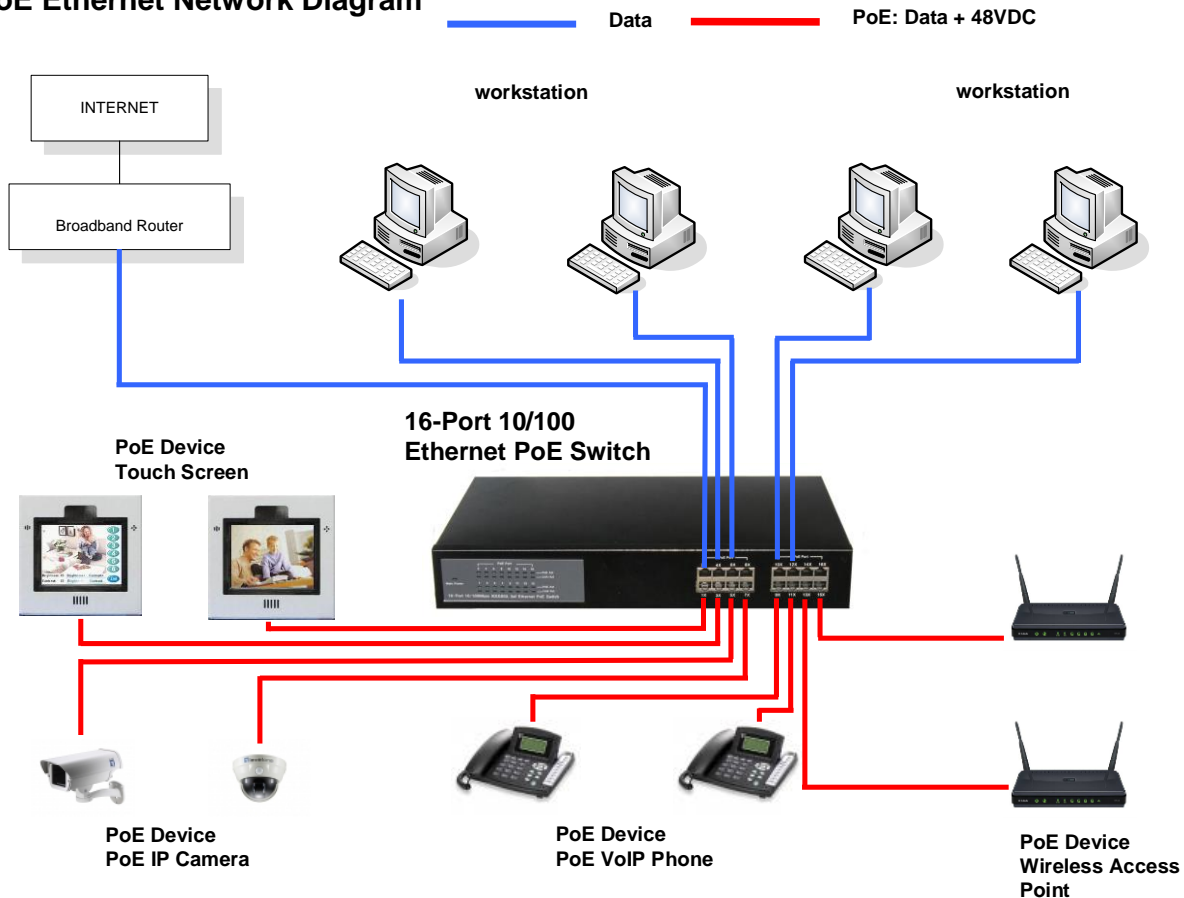 oE Ethernet Network Diagram
Data
PoE: Data + 48VDC
INTERNET
workstation
workstation
Broadband Router
16-Port 10/100
Ethernet PoE Switch
PoE Device
Touch Screen
PoE Device
PoE IP Camera
PoE Device
PoE VoIP Phone
PoE Device
Wireless Access
Point